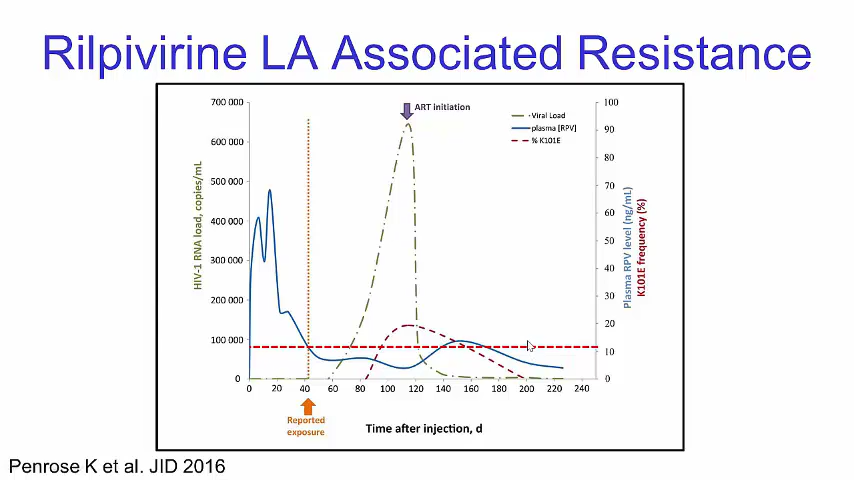 Rilpivirine LA Associated Resistance
ART initiation
Viral Load
plasma [RPV]
% K101E
HIV-1 RNA load, copies/mL
700 000
600 000
500 000
400 000
300 000
200 000
100 000
0
100
90
80
70
60
50
40
30
20
10
0
Plasma RPV level (ng/mL)
K101E frequency (%)
0 20 40 60 80 100 120 140 160 180 200 220 240
Reported
exposure
Time after injection, d
Penrose K et al. JID 2016